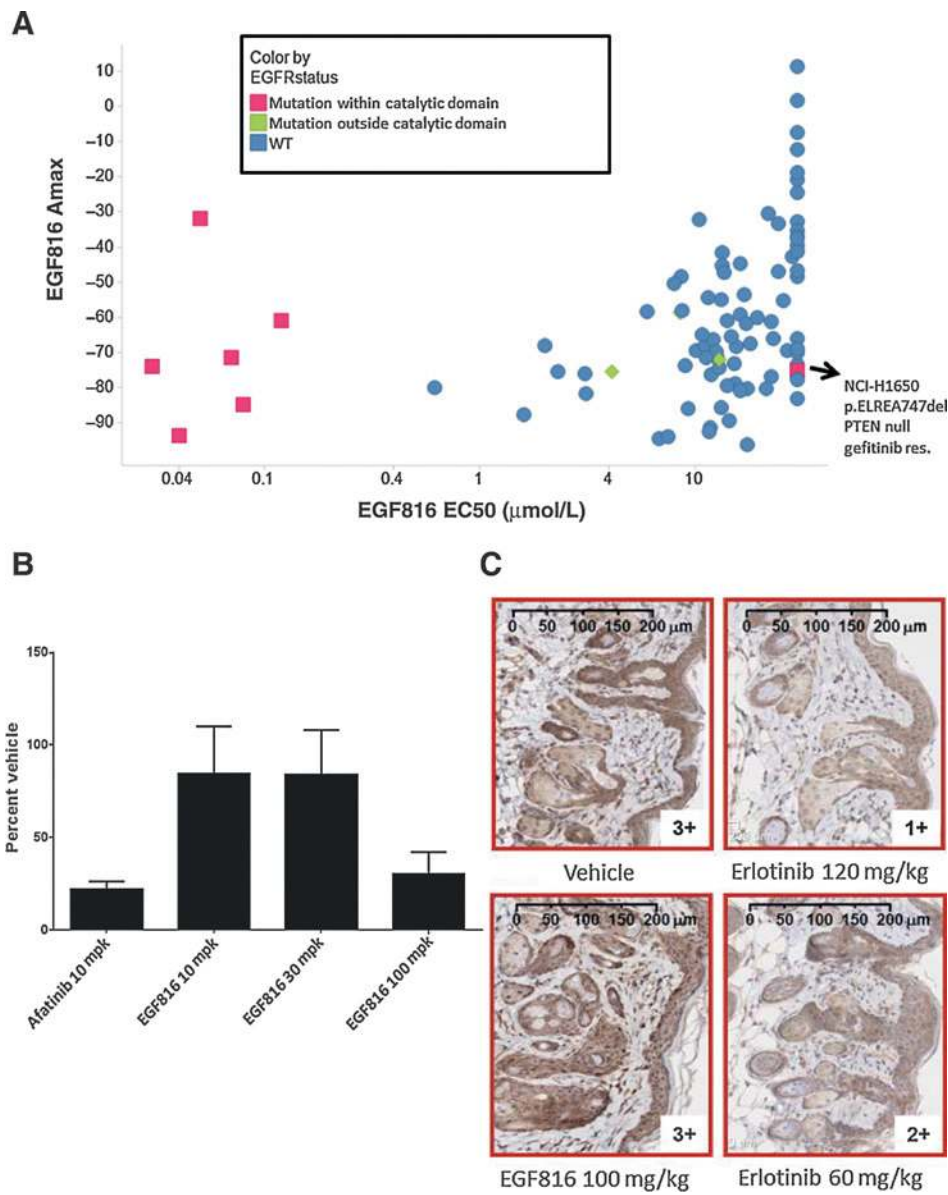 A
10
0
−10
−20
−30
−40
−50
−60
−70
−80
−90
EGF816 Amax
Color by
EGFRstatus
Mutation within catalytic domain
Mutation outside catalytic domain
WT
NCI-H1650
p.ELREA747del
PTEN null
gefitinib res.
0.04 0.1 0.4 1 4 10
EGF816 EC50 (μmol/L)
B
150
100
50
0
Percent vehicle
Afatinib 10 mpk
EGF816 10 mpk
EGF816 30 mpk
EGF816 100 mpk
C
0 50 100 150 200 μm
3+
Vehicle
0 50 100 150 200 μm
1+
Erlotinib 120 mg/kg
0 50 100 150 200 μm
3+
EGF816 100 mg/kg
0 50 100 150 200 μm
2+
Erlotinib 60 mg/kg